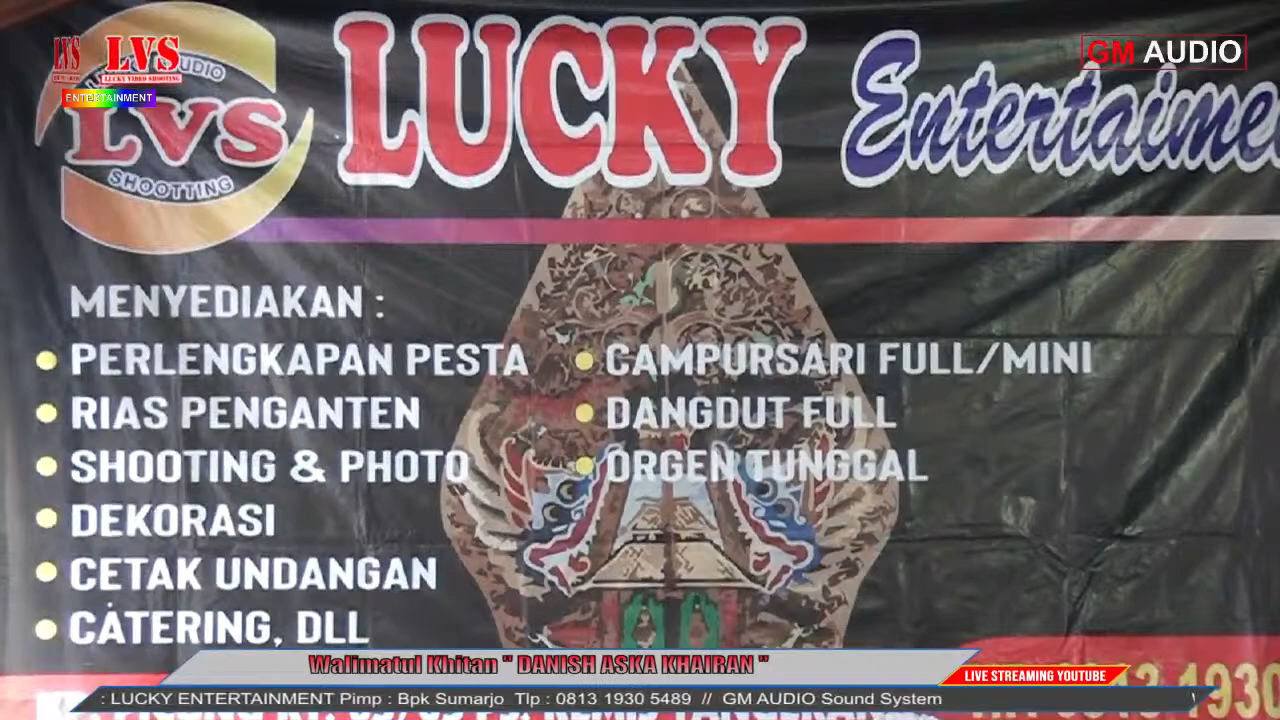 LVS
LVS
LUCKY VIDEO SHOOTING
ENTERTAINMENT
AUDIO
LVS
SHOOTTING
LUCKY Entertaime
GM AUDIO
MENYEDIAKAN :
PERLENGKAPAN PESTA
RIAS PENGANTEN
SHOOTING & PHOTO
DEKORASI
CETAK UNDANGAN
CATERING, DLL
CAMPURSARI FULL/MINI
DANGDUT FULL
ORGEN TUNGGAL
Walimatul Khitan " DANISH ASKA KHAIRAN "
LIVE STREAMING YOUTUBE
: LUCKY ENTERTAINMENT Pimp : Bpk Sumarjo Tlp : 0813 1930 5489 // GM AUDIO Sound System
1930